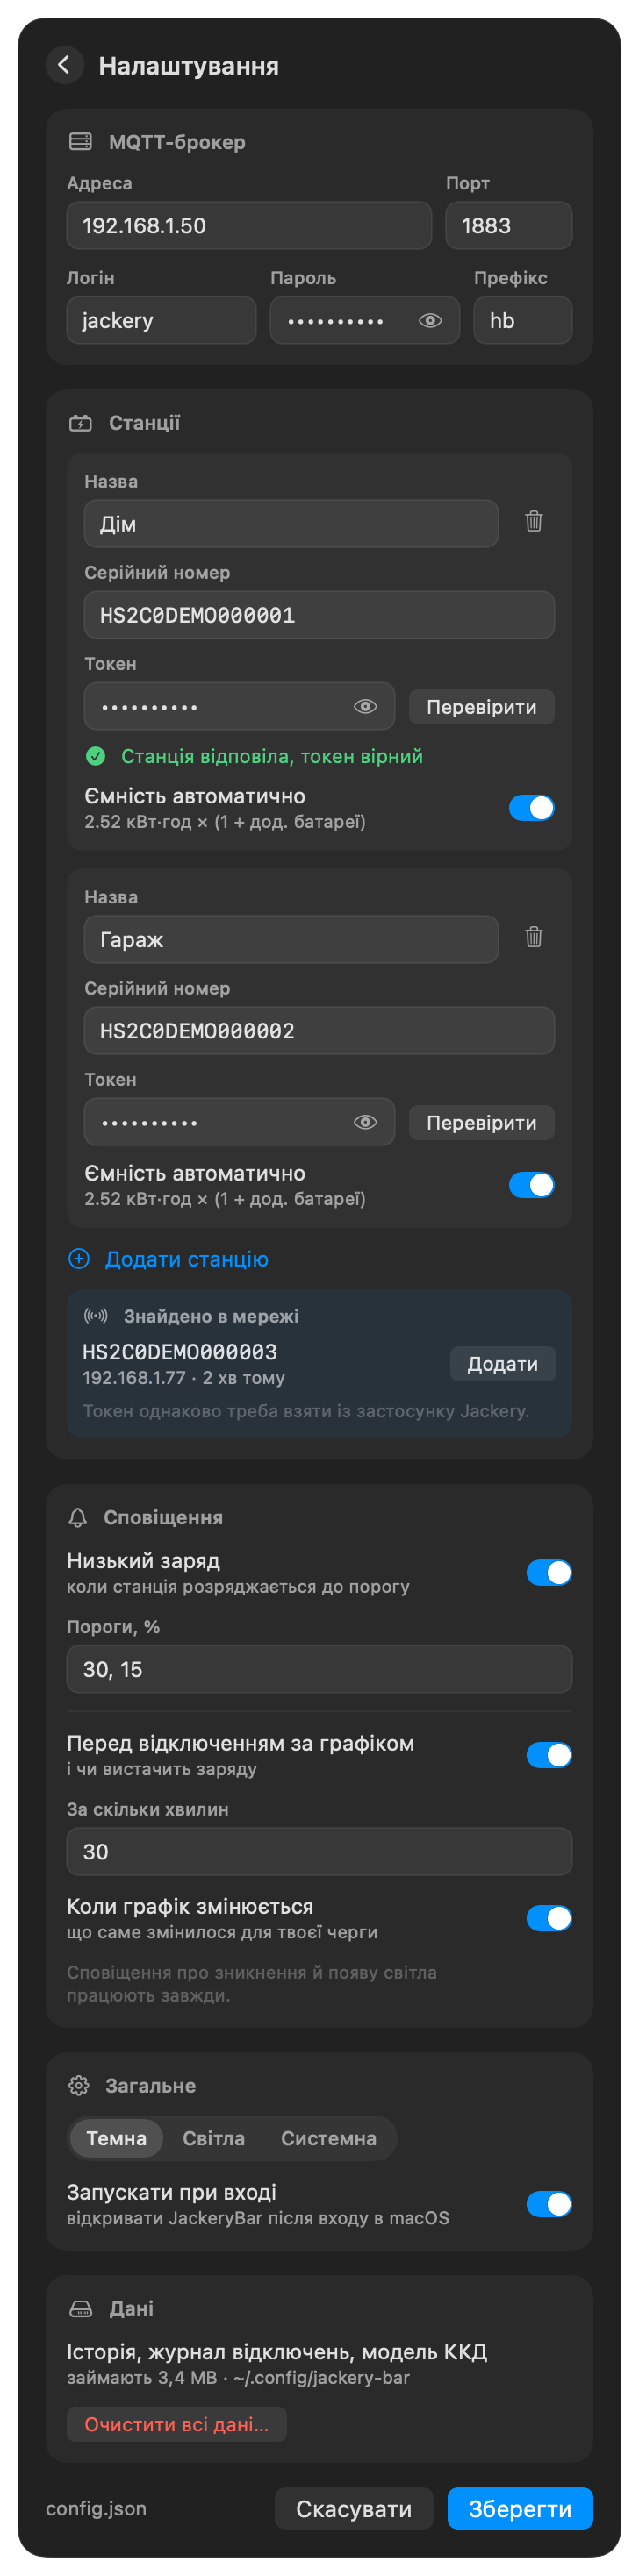 Налаштування
MQTT-брокер
Адреса Порт
192.168.1.50 1883
Логін Пароль Префікс
jackery •••••••••• hb
Станції
Назва
Дім
Серійний номер
HS2C0DEMO000001
Токен
•••••••••• Перевірити
Станція відповіла, токен вірний
Ємність автоматично
2.52 кВт·год × (1 + дод. батареї)
Назва
Гараж
Серійний номер
HS2C0DEMO000002
Токен
•••••••••• Перевірити
Ємність автоматично
2.52 кВт·год × (1 + дод. батареї)
Додати станцію
Знайдено в мережі
HS2C0DEMO000003
192.168.1.77 · 2 хв тому
Додати
Токен однаково треба взяти із застосунку Jackery.
Сповіщення
Низький заряд
коли станція розряджається до порогу
Пороги, %
30, 15
Перед відключенням за графіком
і чи вистачить заряду
За скільки хвилин
30
Коли графік змінюється
що саме змінилося для твоєї черги
Сповіщення про зникнення й появу світла
працюють завжди.
Загальне
Темна Світла Системна
Запускати при вході
відкривати JackeryBar після входу в macOS
Дані
Історія, журнал відключень, модель ККД
займають 3,4 MB · ~/.config/jackery-bar
Очистити всі дані...
config.json Скасувати Зберегти